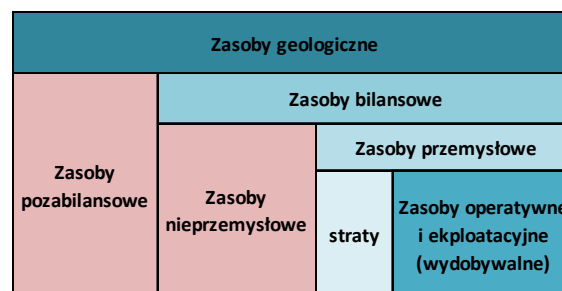 Zasoby geologiczne
Zasoby bilansowe
Zasoby
pozabilansowe
Zasoby
nieprzemysłowe
Zasoby przemysłowe
straty
Zasoby operatywne
i ekploatacyjne
(wydobywalne)